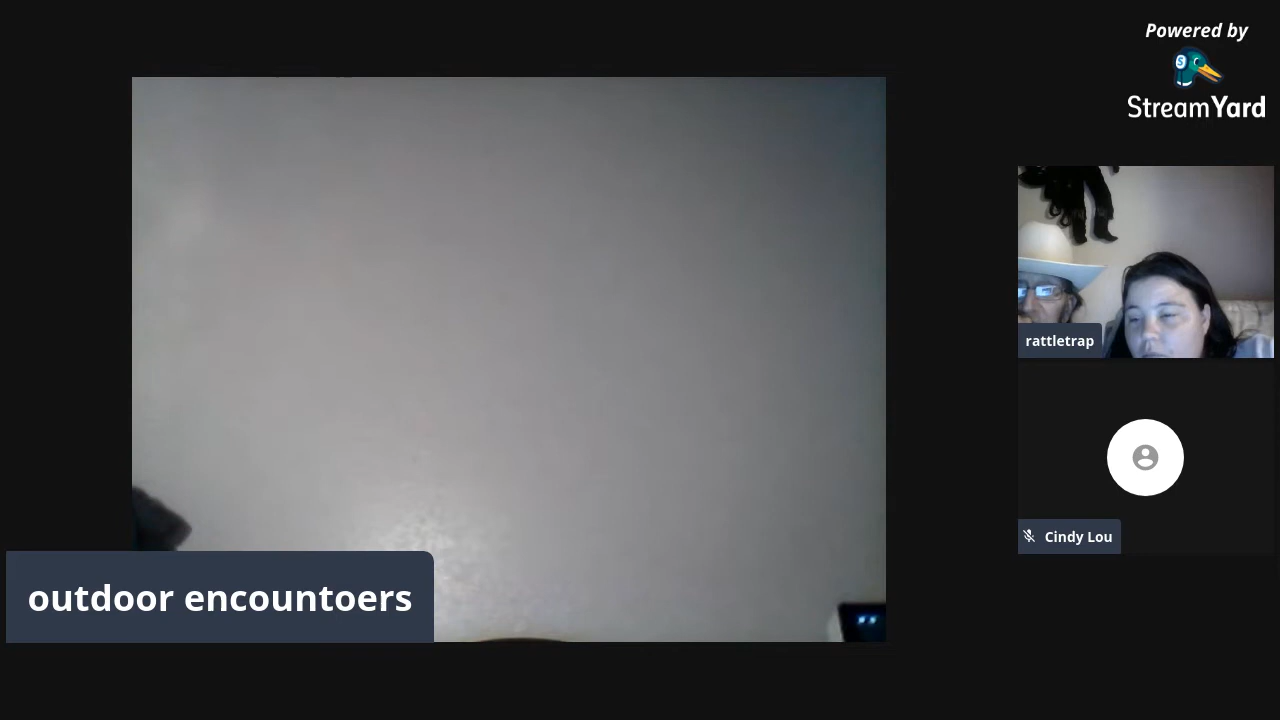 Powered by
StreamYard
rattletrap
Cindy Lou
outdoor encountoers